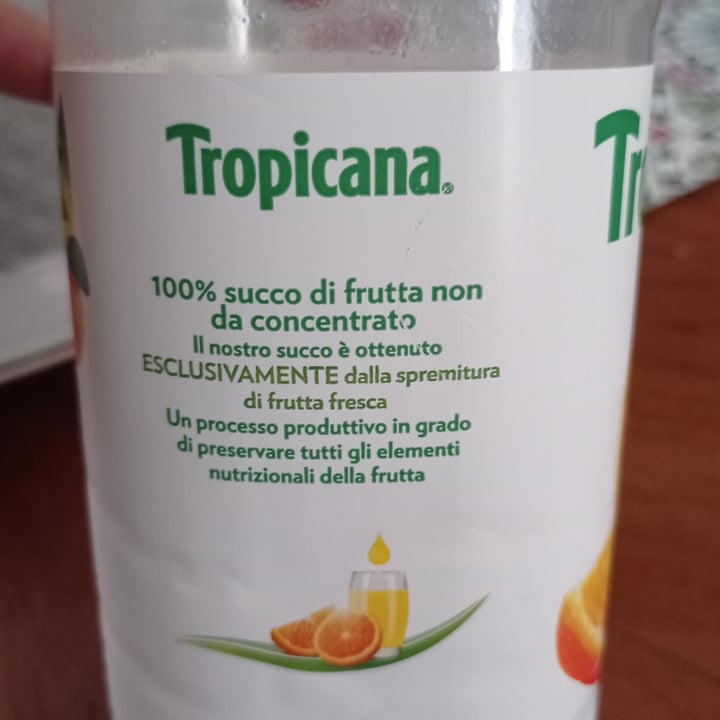 Tropicana®
100% succo di frutta non
da concentrato
Il nostro succo è ottenuto
ESCLUSIVAMENTE dalla spremitura
di frutta fresca
Un processo produttivo in grado
di preservare tutti gli elementi
nutrizionali della frutta
Tr